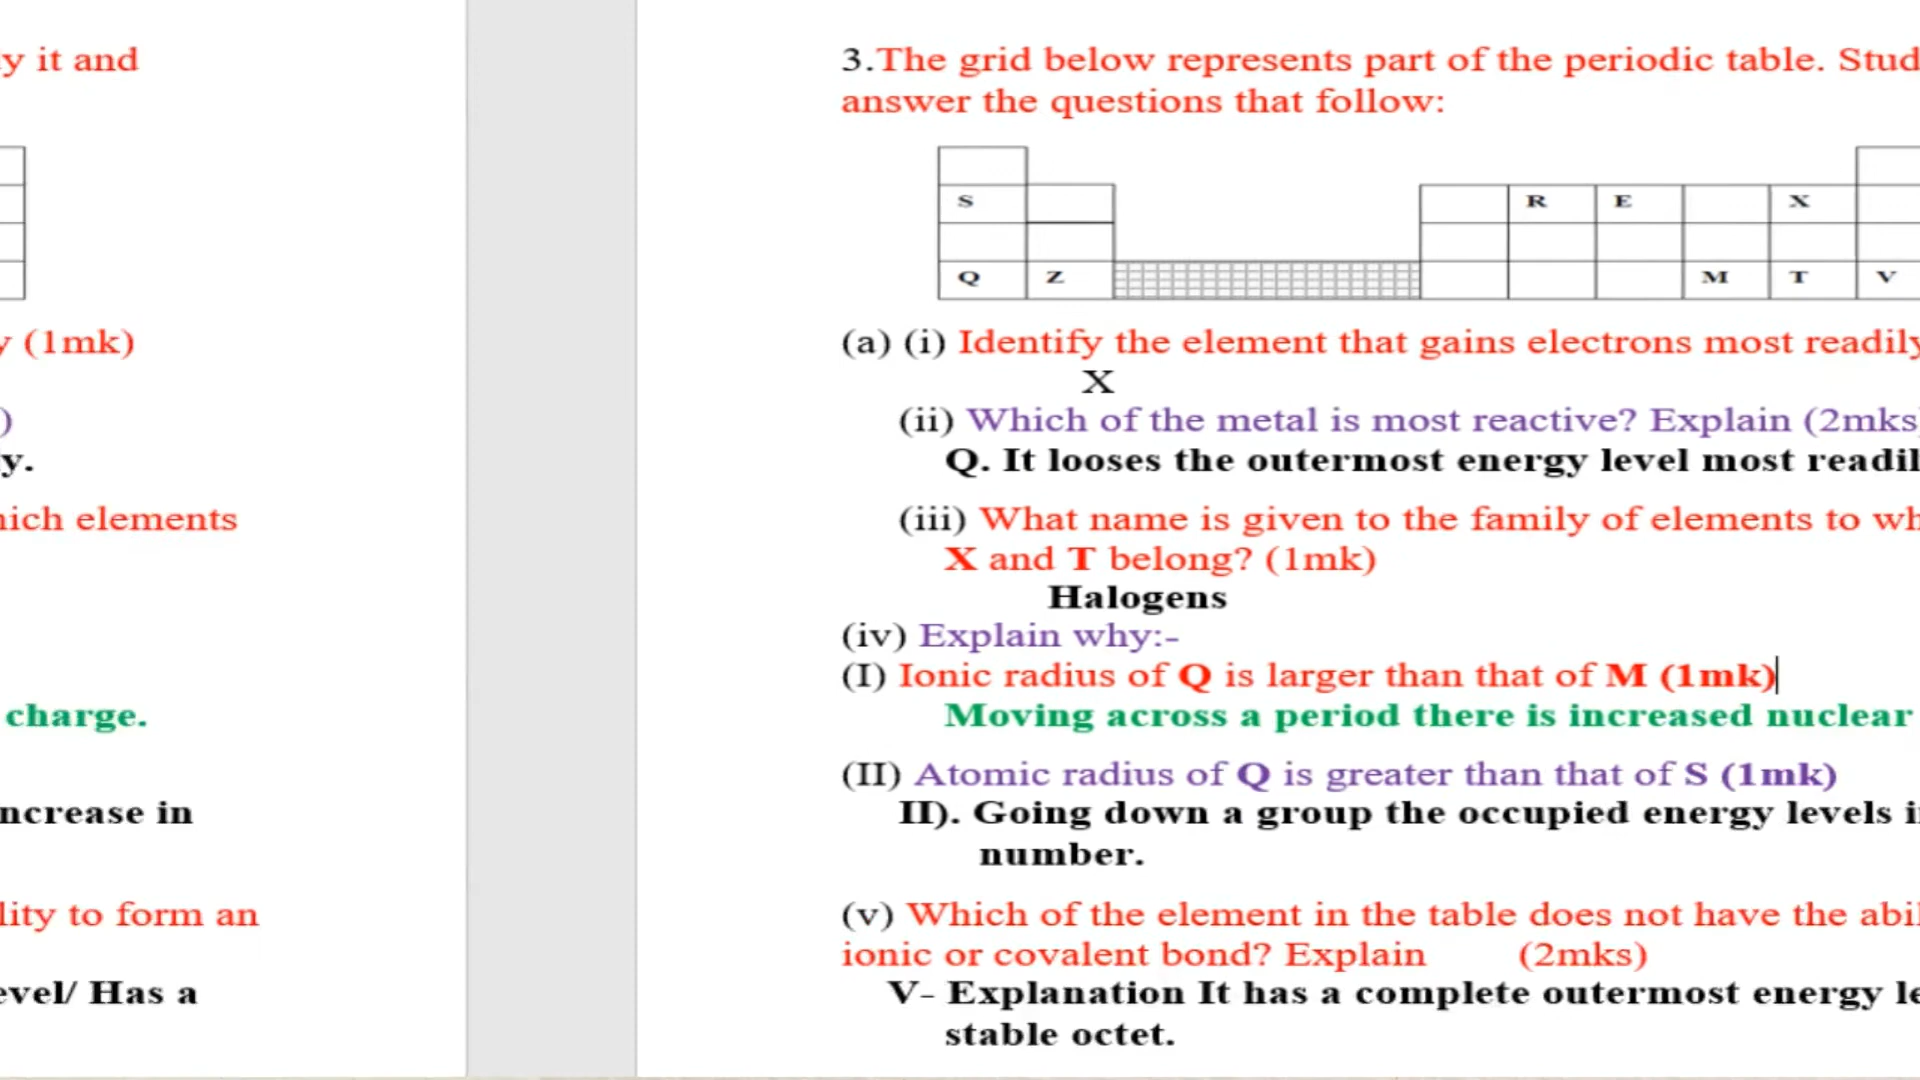 y it and
y (1mk)
)
y.
hich elements
charge.
ncrease in
lity to form an
evel/ Has a
3.The grid below represents part of the periodic table. Stud
answer the questions that follow:
S R E X
Q Z M T V
(a) (i) Identify the element that gains electrons most readily
X
(ii) Which of the metal is most reactive? Explain (2mks)
Q. It looses the outermost energy level most readil
(iii) What name is given to the family of elements to wh
X and T belong? (1mk)
Halogens
(iv) Explain why:-
(I) Ionic radius of Q is larger than that of M (1mk)
Moving across a period there is increased nuclear
(II) Atomic radius of Q is greater than that of S (1mk)
II). Going down a group the occupied energy levels i
number.
(v) Which of the element in the table does not have the abil
ionic or covalent bond? Explain (2mks)
V- Explanation It has a complete outermost energy le
stable octet.